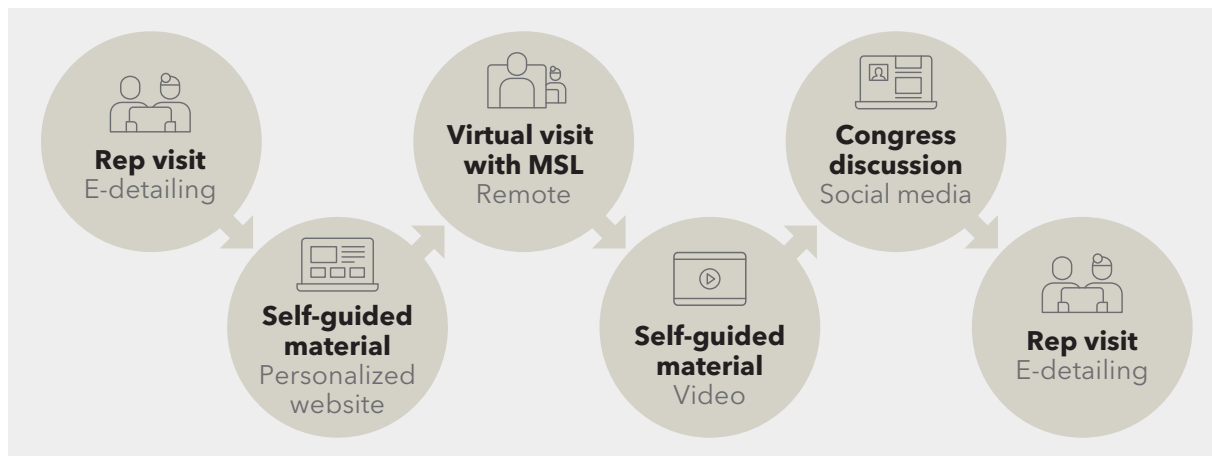 Rep visit
E-detailing
Self-guided
material
Personalized
website
Virtual visit
with MSL
Remote
Self-guided
material
Video
Congress
discussion
Social media
Rep visit
E-detailing